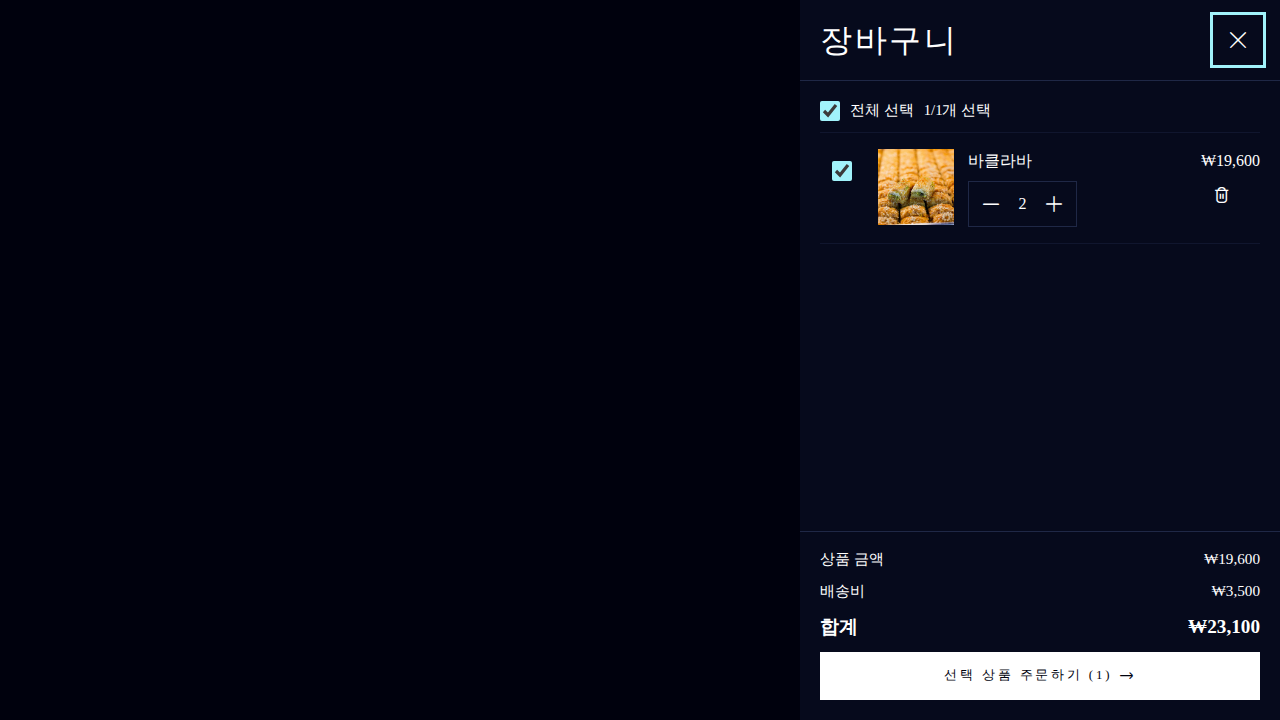 장바구니
전체 선택 1/1개 선택
바클라바 ₩19,600
2
상품 금액 ₩19,600
배송비 ₩3,500
합계 ₩23,100
선택 상품 주문하기 (1) →